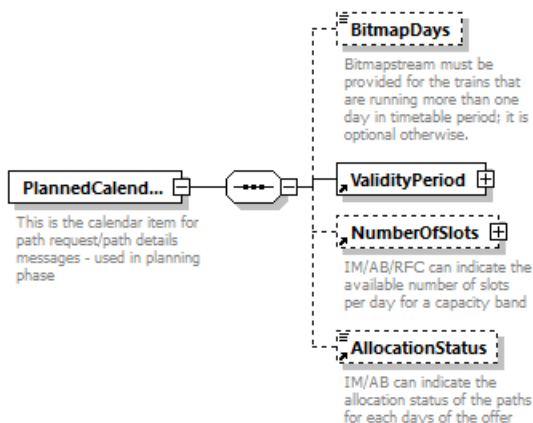 BitmapDays
Bitmapstream must be
provided for the trains that
are running more than one
day in timetable period; it is
optional otherwise.
PlannedCalend...
This is the calendar item for
path request/path details
messages - used in planning
phase
ValidityPeriod
NumberOfSlots
IM/AB/RFC can indicate the
available number of slots
per day for a capacity band
AllocationStatus
IM/AB can indicate the
allocation status of the paths
for each days of the offer